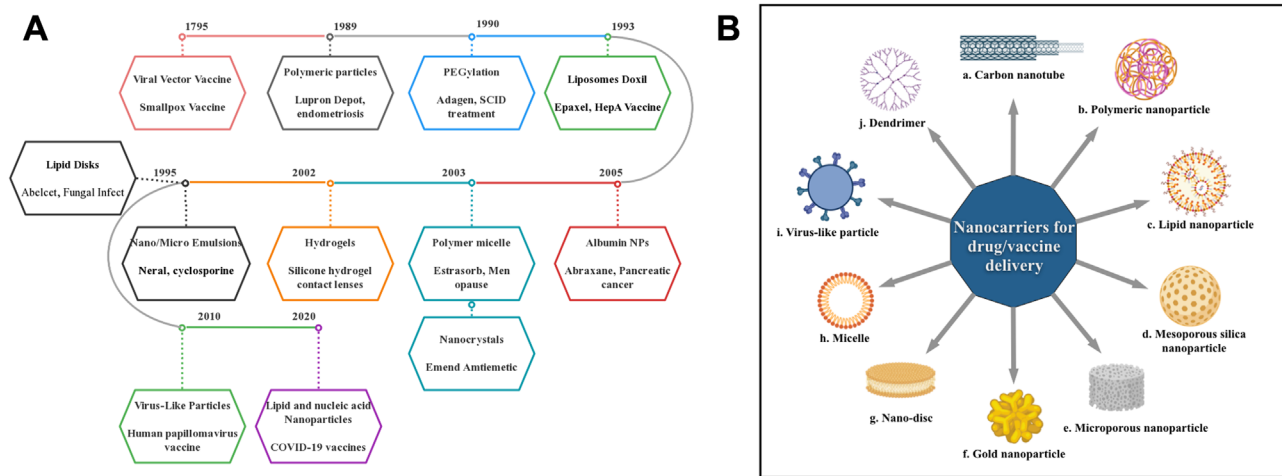 A
1795
1989
1990
1993
Viral Vector Vaccine
Smallpox Vaccine
Polymeric particles
Lupron Depot,
endometriosis
PEGylation
Adagen, SCID
treatment
Liposomes Doxil
Epaxel, HepA Vaccine
Lipid Disks
Abelcet, Fungal Infect
1995
2002
2003
2005
Nano/Micro Emulsions
Neral, cyclosporine
Hydrogels
Silicone hydrogel
contact lenses
Polymer micelle
Estrasorb, Men
opause
Albumin NPs
Abraxane, Pancreatic
cancer
Nanocrystals
Emend Amtiemetic
2010
2020
Virus-Like Particles
Human papillomavirus
vaccine
Lipid and nucleic acid
Nanoparticles
COVID-19 vaccines
B
Nanocarriers for
drug/vaccine
delivery
a. Carbon nanotube
b. Polymeric nanoparticle
c. Lipid nanoparticle
d. Mesoporous silica
nanoparticle
e. Microporous nanoparticle
f. Gold nanoparticle
g. Nano-disc
h. Micelle
i. Virus-like particle
j. Dendrimer